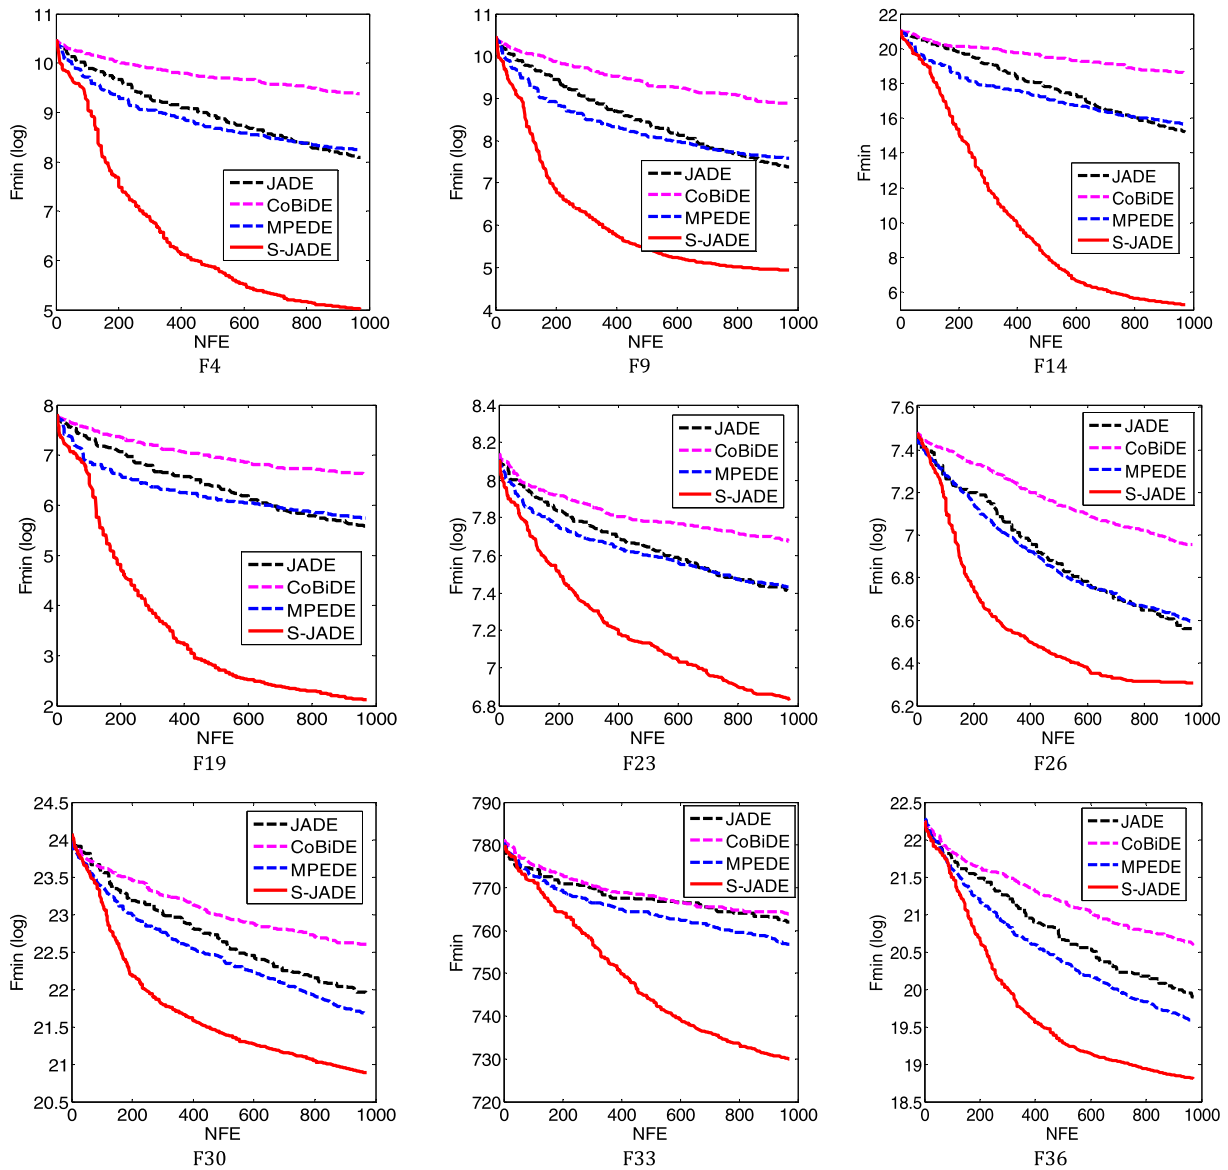 11
10
9
8
7
6
5
Fmin (log)
JADE
CoBiDE
MPEDE
S-JADE
0 200 400 600 800 1000
NFE
F4
11
10
9
8
7
6
5
4
Fmin (log)
JADE
CoBiDE
MPEDE
S-JADE
0 200 400 600 800 1000
NFE
F9
22
20
18
16
14
12
10
8
6
Fmin
JADE
CoBiDE
MPEDE
S-JADE
0 200 400 600 800 1000
NFE
F14
8
7
6
5
4
3
2
Fmin (log)
JADE
CoBiDE
MPEDE
S-JADE
0 200 400 600 800 1000
NFE
F19
8.4
8.2
8
7.8
7.6
7.4
7.2
7
6.8
Fmin (log)
JADE
CoBiDE
MPEDE
S-JADE
0 200 400 600 800 1000
NFE
F23
7.6
7.4
7.2
7
6.8
6.6
6.4
6.2
Fmin (log)
JADE
CoBiDE
MPEDE
S-JADE
0 200 400 600 800 1000
NFE
F26
24.5
24
23.5
23
22.5
22
21.5
21
20.5
Fmin (log)
JADE
CoBiDE
MPEDE
S-JADE
0 200 400 600 800 1000
NFE
F30
790
780
770
760
750
740
730
720
Fmin
JADE
CoBiDE
MPEDE
S-JADE
0 200 400 600 800 1000
NFE
F33
22.5
22
21.5
21
20.5
20
19.5
19
18.5
Fmin (log)
JADE
CoBiDE
MPEDE
S-JADE
0 200 400 600 800 1000
NFE
F36